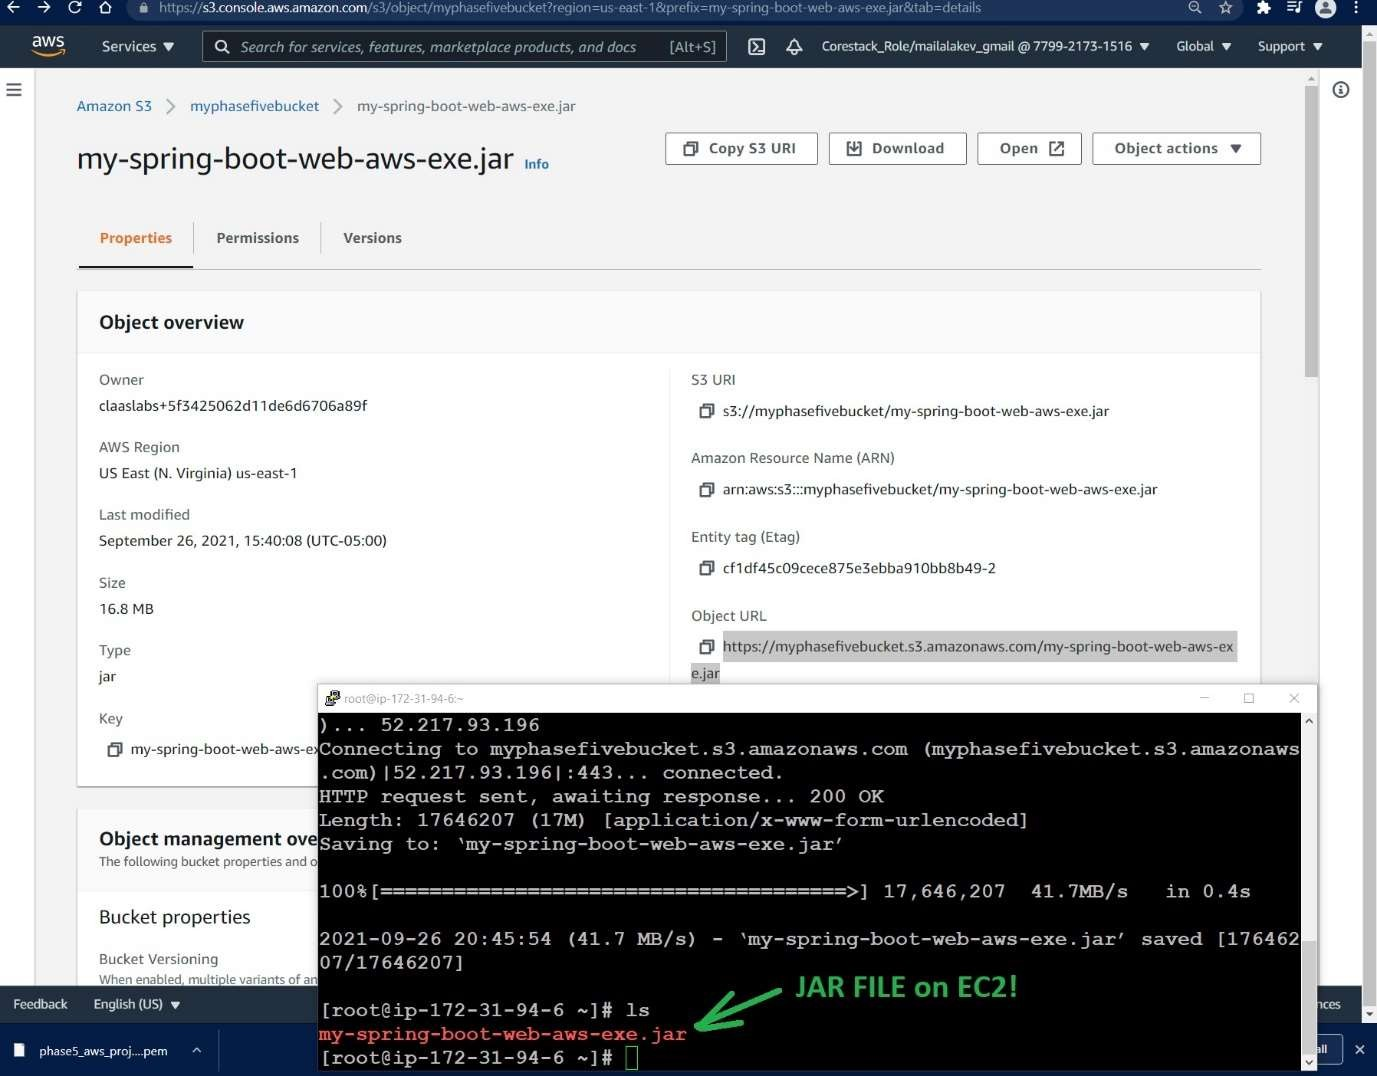 https://s3.console.aws.amazon.com/s3/object/myphasefivebucket?region=us-east-1&prefix=my-spring-boot-web-aws-exe.jar&tab=details
aws Services ▼ Search for services, features, marketplace products, and docs [Alt+S] Corestack_Role/mailalakev_gmail @ 7799-2173-1516 ▼ Global ▼ Support ▼
Amazon S3 > myphasefivebucket > my-spring-boot-web-aws-exe.jar
my-spring-boot-web-aws-exe.jar Info
Copy S3 URI Download Open Object actions ▼
Properties Permissions Versions
Object overview
Owner
claaslabs+5f3425062d11de6d6706a89f
AWS Region
US East (N. Virginia) us-east-1
Last modified
September 26, 2021, 15:40:08 (UTC-05:00)
Size
16.8 MB
Type
jar
Key
my-spring-boot-web-aws-ex
S3 URI
s3://myphasefivebucket/my-spring-boot-web-aws-exe.jar
Amazon Resource Name (ARN)
arn:aws:s3:::myphasefivebucket/my-spring-boot-web-aws-exe.jar
Entity tag (Etag)
cf1df45c09cece875e3ebba910bb8b49-2
Object URL
https://myphasefivebucket.s3.amazonaws.com/my-spring-boot-web-aws-ex
e.jar
Object management ove
The following bucket properties and o
Bucket properties
Bucket Versioning
When enabled, multiple variants of an
root@ip-172-31-94-6:~
)... 52.217.93.196
Connecting to myphasefivebucket.s3.amazonaws.com (myphasefivebucket.s3.amazonaws
.com)|52.217.93.196|:443... connected.
HTTP request sent, awaiting response... 200 OK
Length: 17646207 (17M) [application/x-www-form-urlencoded]
Saving to: ‘my-spring-boot-web-aws-exe.jar’
100%[======================================>] 17,646,207 41.7MB/s in 0.4s
2021-09-26 20:45:54 (41.7 MB/s) - ‘my-spring-boot-web-aws-exe.jar’ saved [176462
07/17646207]
[root@ip-172-31-94-6 ~]# ls
my-spring-boot-web-aws-exe.jar
[root@ip-172-31-94-6 ~]#
JAR FILE on EC2!
Feedback English (US) ▼
nces
phase5_aws_proj....pem
all